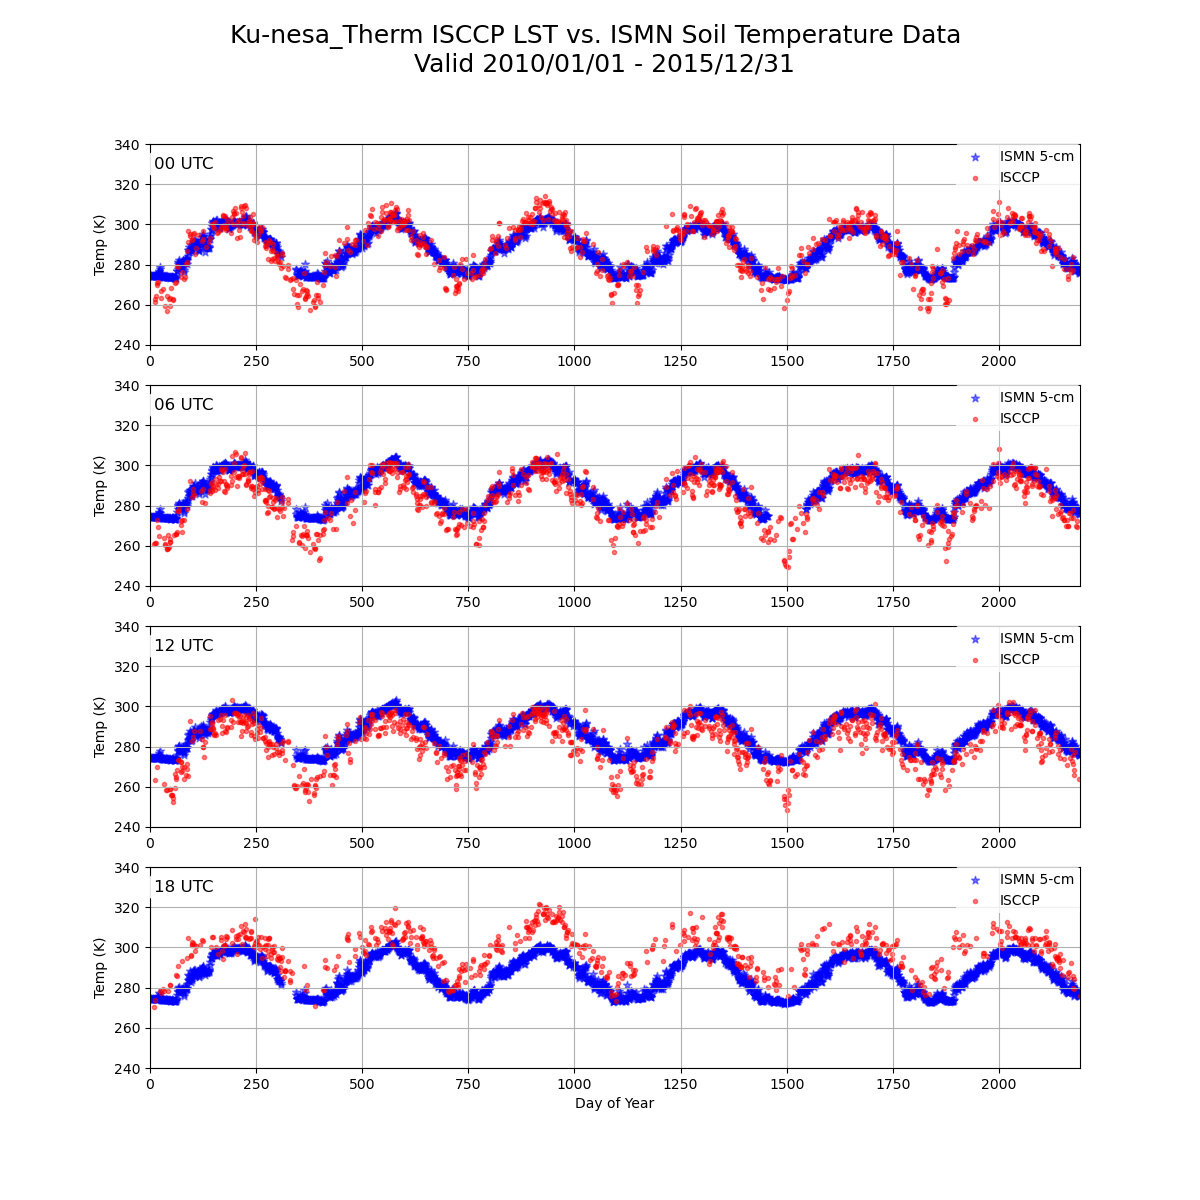 Ku-nesa_Therm ISCCP LST vs. ISMN Soil Temperature Data
Valid 2010/01/01 - 2015/12/31
340
320
300
280
260
240
Temp (K)
00 UTC
ISMN 5-cm
ISCCP
0 250 500 750 1000 1250 1500 1750 2000
340
320
300
280
260
240
Temp (K)
06 UTC
ISMN 5-cm
ISCCP
0 250 500 750 1000 1250 1500 1750 2000
340
320
300
280
260
240
Temp (K)
12 UTC
ISMN 5-cm
ISCCP
0 250 500 750 1000 1250 1500 1750 2000
340
320
300
280
260
240
Temp (K)
18 UTC
ISMN 5-cm
ISCCP
0 250 500 750 1000 1250 1500 1750 2000
Day of Year